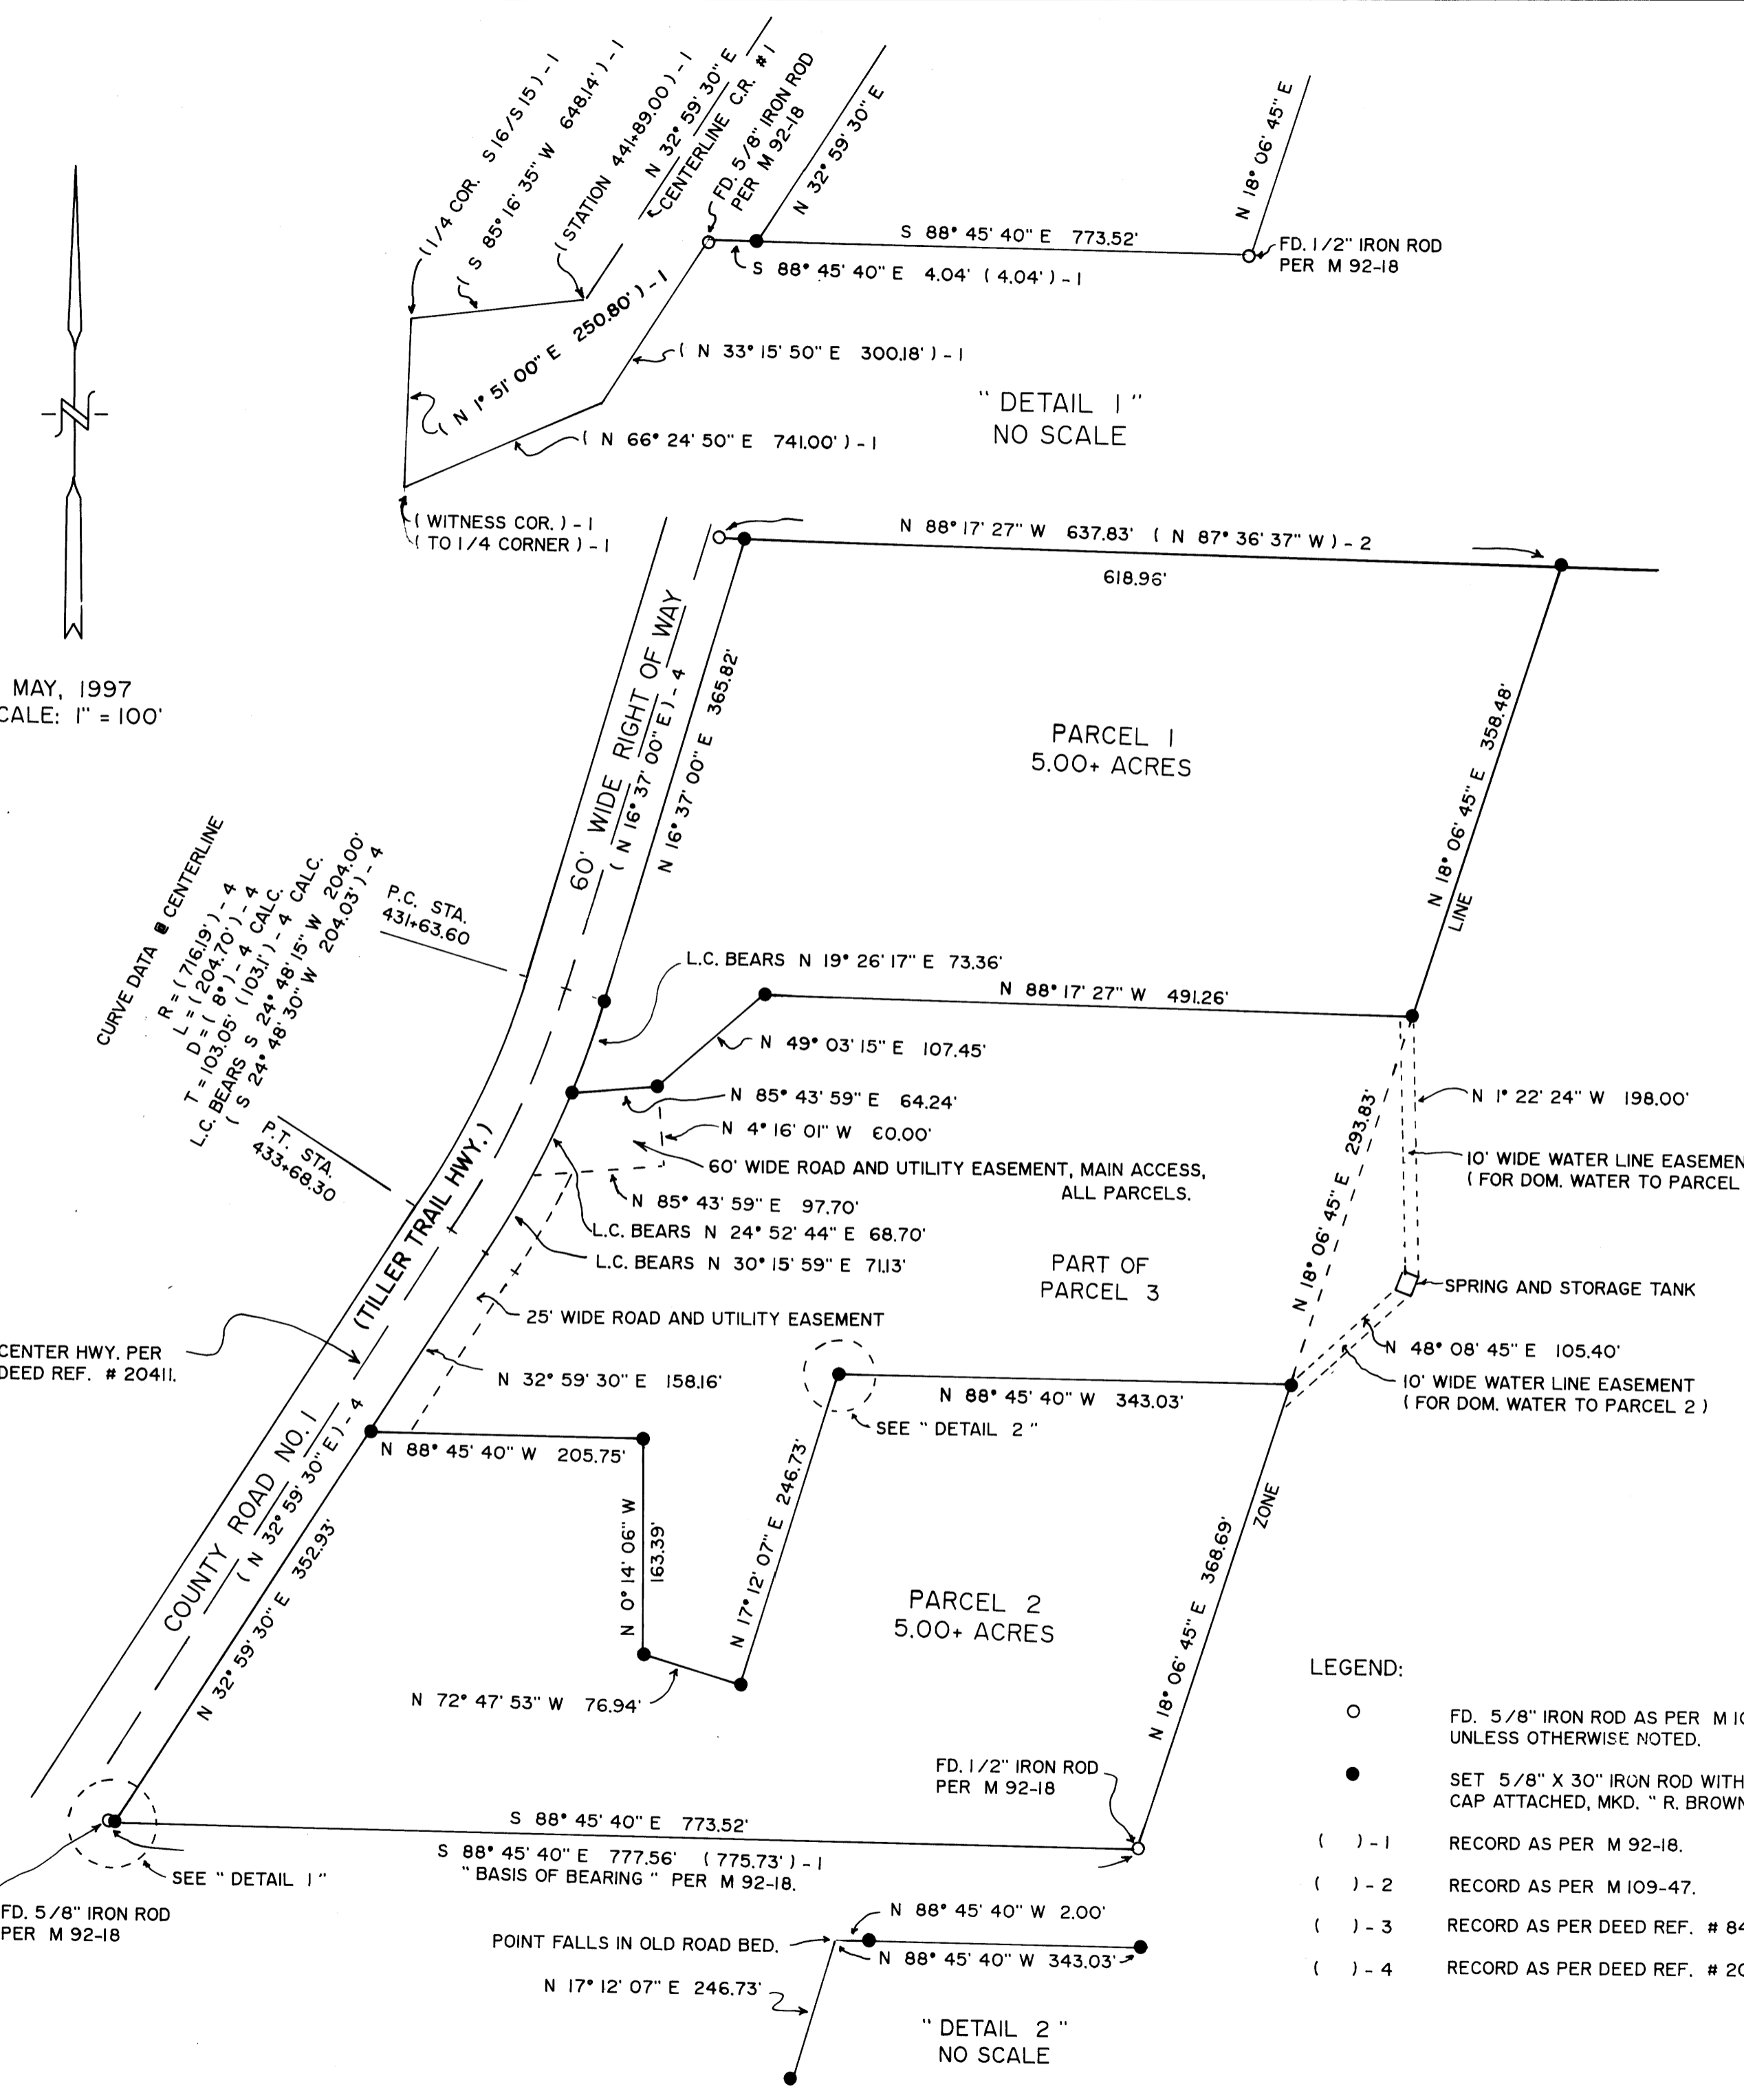 (1/4 COR. S16/S15)-1
(S 85° 16' 35" W 648.14')-1
(STATION 441+89.00)-1
N 32° 59' 30" E
CENTERLINE C.R. #1
FD. 5/8" IRON ROD
PER M 92-18
N 32° 59' 30" E
N 18° 06' 45" E
S 88° 45' 40" E 773.52'
FD. 1/2" IRON ROD
PER M 92-18
S 88° 45' 40" E 4.04' (4.04')-1
(N 1° 51' 00" E 250.80')-1
(N 33° 15' 50" E 300.18')-1
"DETAIL 1"
NO SCALE
(N 66° 24' 50" E 741.00')-1
(WITNESS COR.)-1
(TO 1/4 CORNER)-1
N
MAY, 1997
CALE: 1" = 100'
N 88° 17' 27" W 637.83' (N 87° 36' 37" W)-2
618.96'
60' WIDE RIGHT OF WAY
(N 16° 37' 00" E)-4
N 16° 37' 00" E 365.82'
PARCEL 1
5.00+ ACRES
N 18° 06' 45" E 358.48'
LINE
CURVE DATA @ CENTERLINE
R = (716.19')-4
L = (204.70')-4
D = (8°)-4 CALC.
T = 103.05' (103.1')-4 CALC.
L.C. BEARS S 24° 48' 15" W 204.00'
(S 24° 48' 30" W 204.03')-4
P.C. STA.
431+63.60
P.T. STA.
433+68.30
L.C. BEARS N 19° 26' 17" E 73.36'
N 88° 17' 27" W 491.26'
N 49° 03' 15" E 107.45'
N 85° 43' 59" E 64.24'
N 4° 16' 01" W 60.00'
60' WIDE ROAD AND UTILITY EASEMENT, MAIN ACCESS,
ALL PARCELS.
N 85° 43' 59" E 97.70'
L.C. BEARS N 24° 52' 44" E 68.70'
L.C. BEARS N 30° 15' 59" E 71.13'
25' WIDE ROAD AND UTILITY EASEMENT
PART OF
PARCEL 3
N 18° 06' 45" E 293.83'
N 1° 22' 24" W 198.00'
10' WIDE WATER LINE EASEMEN
(FOR DOM. WATER TO PARCEL
SPRING AND STORAGE TANK
N 48° 08' 45" E 105.40'
10' WIDE WATER LINE EASEMENT
(FOR DOM. WATER TO PARCEL 2)
(TILLER TRAIL HWY.)
CENTER HWY. PER
DEED REF. # 20411.
N 32° 59' 30" E 158.16'
N 88° 45' 40" W 343.03'
SEE "DETAIL 2"
N 88° 45' 40" W 205.75'
COUNTY ROAD NO. 1
(N 32° 59' 30" E)-4
N 32° 59' 30" E 352.93'
N 0° 14' 06" W
163.39'
N 17° 12' 07" E 246.73'
N 72° 47' 53" W 76.94'
PARCEL 2
5.00+ ACRES
N 18° 06' 45" E 368.69'
ZONE
FD. 1/2" IRON ROD
PER M 92-18
S 88° 45' 40" E 773.52'
S 88° 45' 40" E 777.56' (775.73')-1
"BASIS OF BEARING" PER M 92-18.
SEE "DETAIL 1"
FD. 5/8" IRON ROD
PER M 92-18
N 88° 45' 40" W 2.00'
POINT FALLS IN OLD ROAD BED.
N 88° 45' 40" W 343.03'
N 17° 12' 07" E 246.73'
"DETAIL 2"
NO SCALE
LEGEND:
FD. 5/8" IRON ROD AS PER M 10
UNLESS OTHERWISE NOTED.
SET 5/8" X 30" IRON ROD WITH
CAP ATTACHED, MKD. "R. BROWN
( )-1 RECORD AS PER M 92-18.
( )-2 RECORD AS PER M 109-47.
( )-3 RECORD AS PER DEED REF. # 84
( )-4 RECORD AS PER DEED REF. # 20